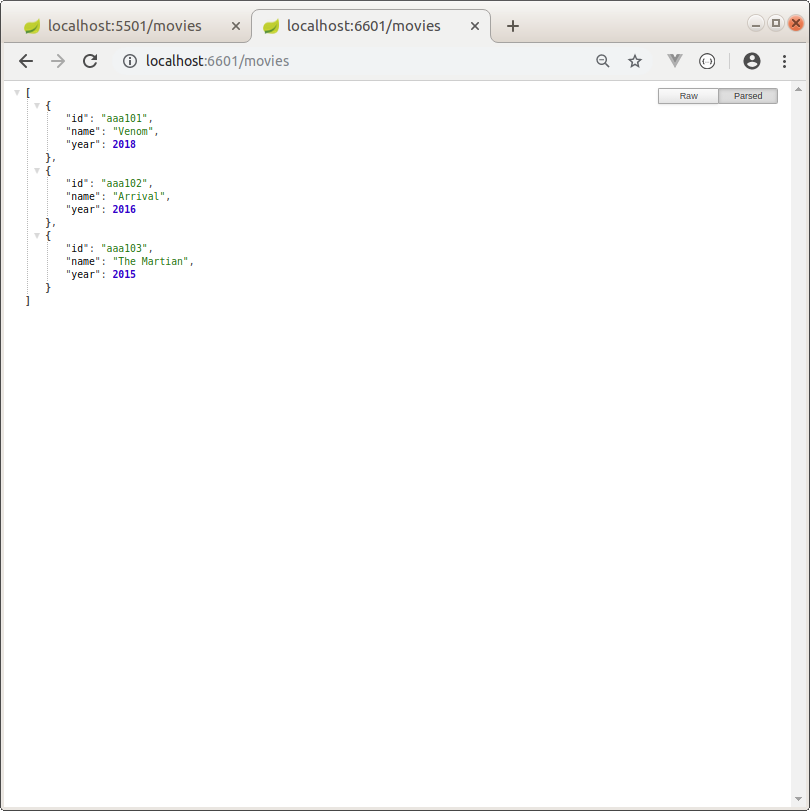 localhost:5501/movies
localhost:6601/movies
localhost:6601/movies
Raw Parsed
[
{
"id": "aaa101",
"name": "Venom",
"year": 2018
},
{
"id": "aaa102",
"name": "Arrival",
"year": 2016
},
{
"id": "aaa103",
"name": "The Martian",
"year": 2015
}
]